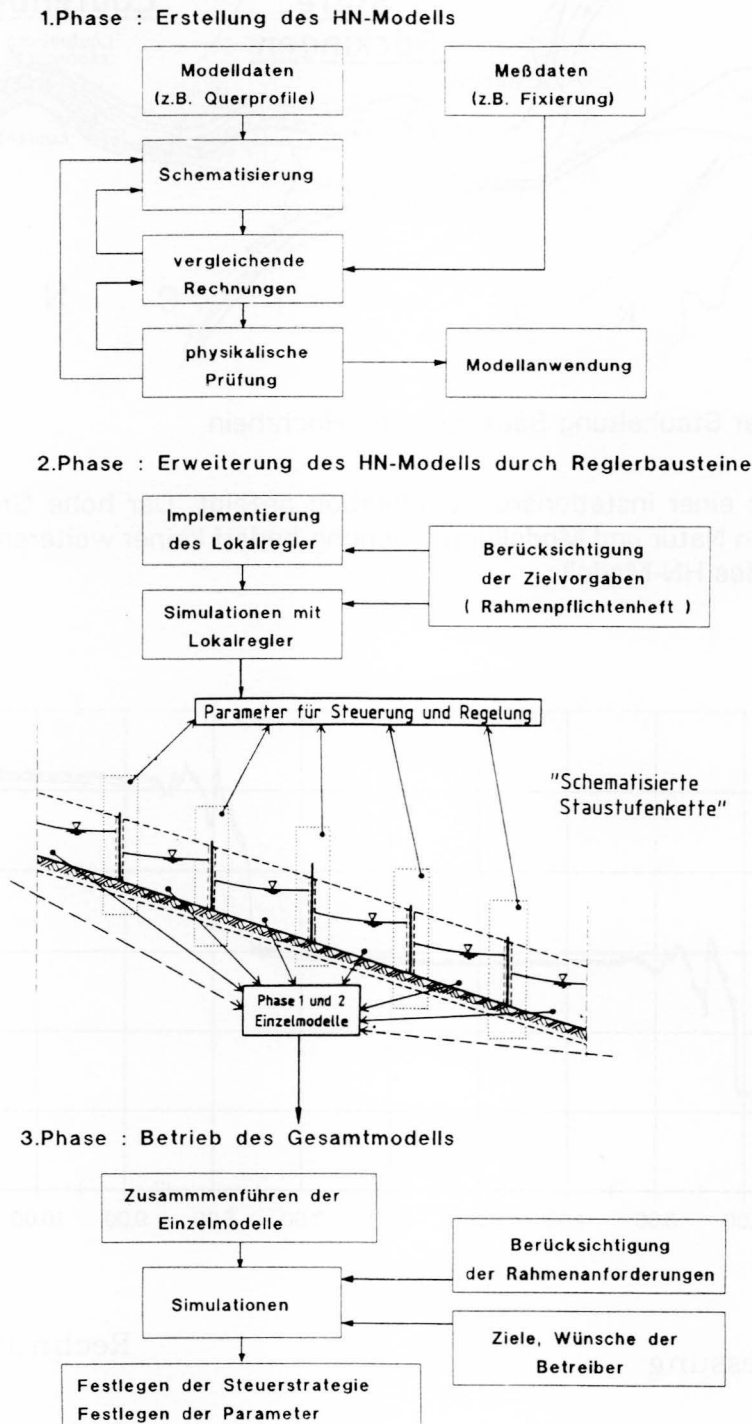 1.Phase : Erstellung des HN-Modells
Modelldaten
(z.B. Querprofile)
Meßdaten
(z.B. Fixierung)
Schematisierung
vergleichende
Rechnungen
physikalische
Prüfung
Modellanwendung
2.Phase : Erweiterung des HN-Modells durch Reglerbausteine
Implementierung
des Lokalregler
Berücksichtigung
der Zielvorgaben
( Rahmenpflichtenheft )
Simulationen mit
Lokalregler
Parameter für Steuerung und Regelung
"Schematisierte
Staustufenkette"
Phase 1 und 2
Einzelmodelle
3.Phase : Betrieb des Gesamtmodells
Zusammmenführen der
Einzelmodelle
Berücksichtigung
der Rahmenanforderungen
Simulationen
Ziele, Wünsche der
Betreiber
Festlegen der Steuerstrategie
Festlegen der Parameter